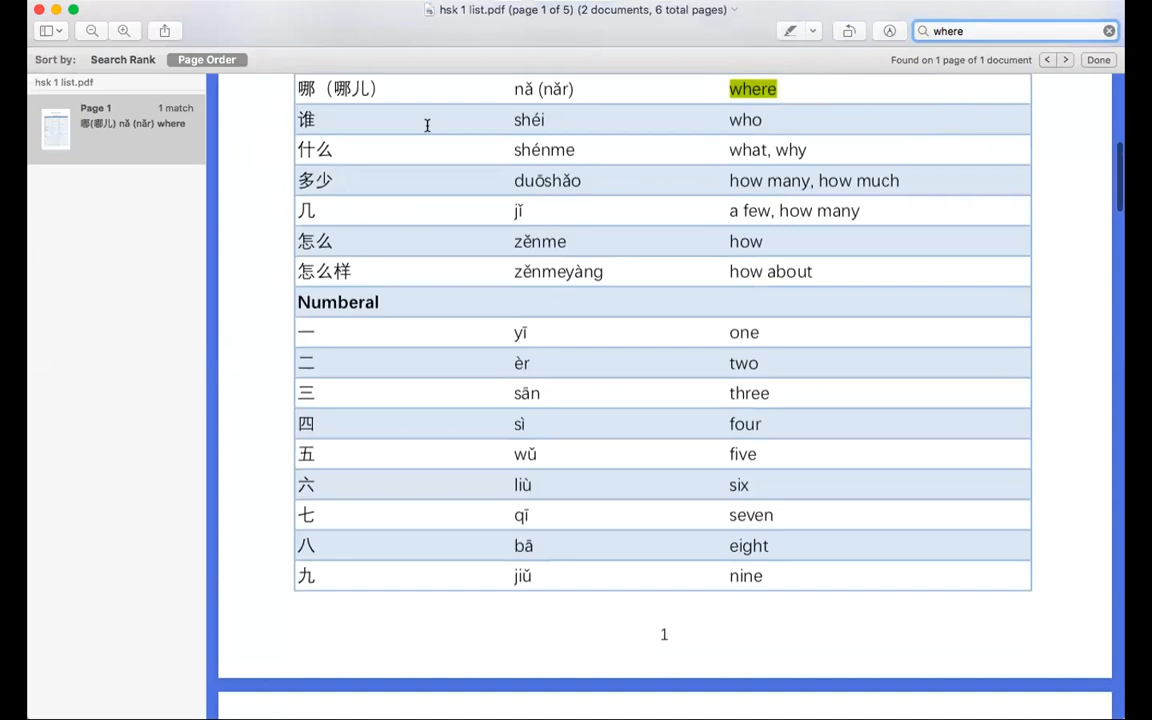 hsk 1 list.pdf (page 1 of 5) (2 documents, 6 total pages)
where
Sort by: Search Rank Page Order Found on 1 page of 1 document Done
hsk 1 list.pdf
Page 1 1 match
哪(哪儿) nǎ (nǎr) where
哪（哪儿） nǎ (nǎr) where
谁 shéi who
什么 shénme what, why
多少 duōshǎo how many, how much
几 jǐ a few, how many
怎么 zěnme how
怎么样 zěnmeyàng how about
Numberal
一 yī one
二 èr two
三 sān three
四 sì four
五 wǔ five
六 liù six
七 qī seven
八 bā eight
九 jiǔ nine
1